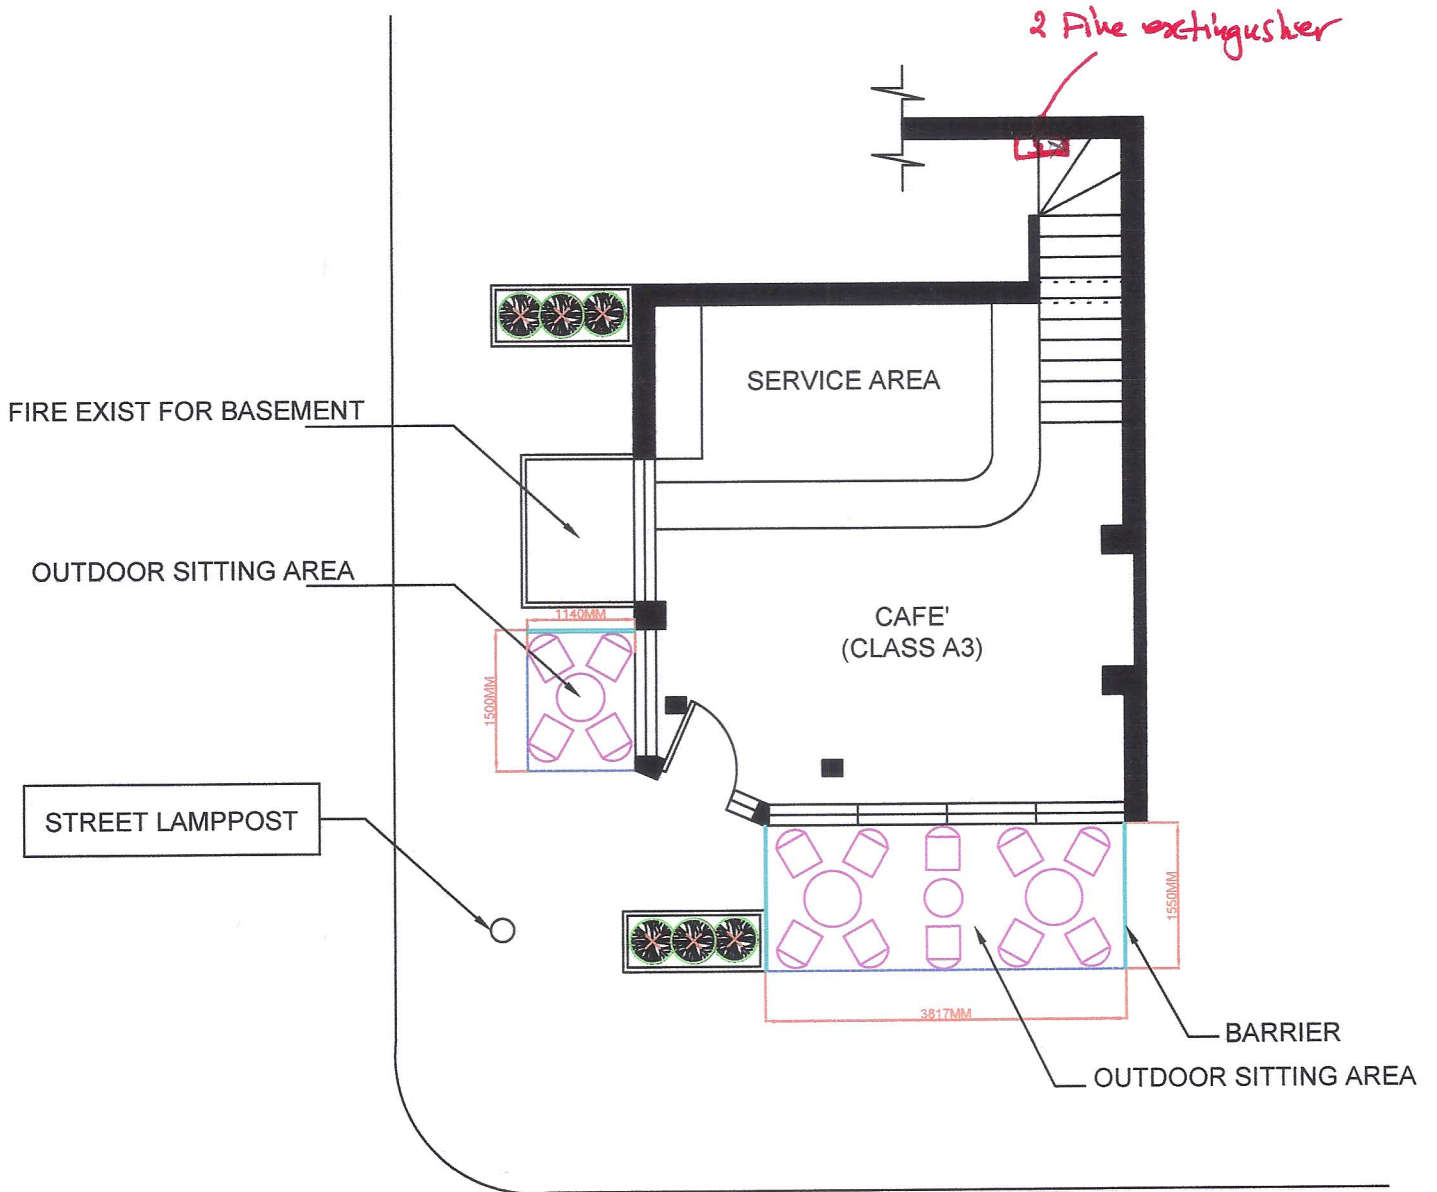 2 Fire extingusher
SERVICE AREA
FIRE EXIST FOR BASEMENT
OUTDOOR SITTING AREA
1140MM
CAFE'
(CLASS A3)
1500MM
STREET LAMPPOST
1550MM
3817MM
BARRIER
OUTDOOR SITTING AREA